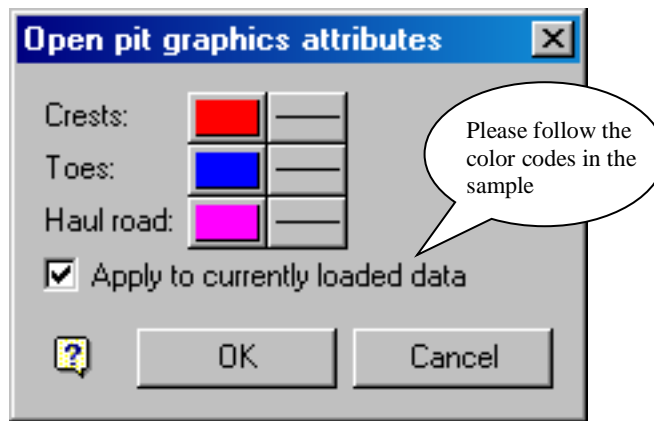 Open pit graphics attributes
Crests:
Toes:
Haul road:
Please follow the
color codes in the
sample
Apply to currently loaded data
OK
Cancel